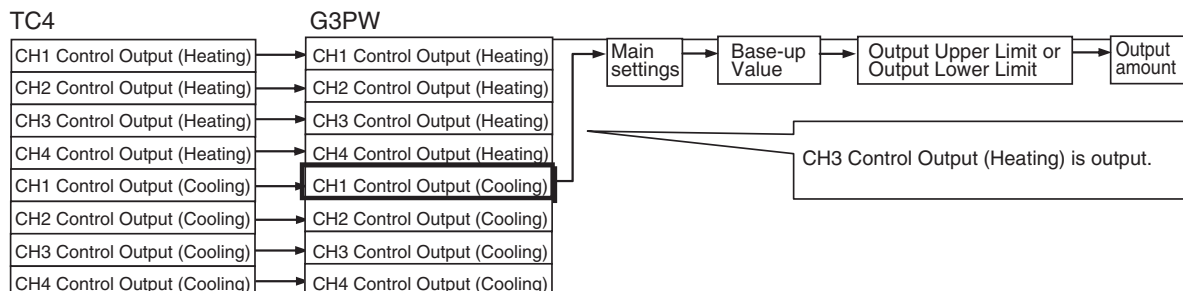 TC4
G3PW
CH1 Control Output (Heating)
CH2 Control Output (Heating)
CH3 Control Output (Heating)
CH4 Control Output (Heating)
CH1 Control Output (Cooling)
CH2 Control Output (Cooling)
CH3 Control Output (Cooling)
CH4 Control Output (Cooling)
CH1 Control Output (Heating)
CH2 Control Output (Heating)
CH3 Control Output (Heating)
CH4 Control Output (Heating)
CH1 Control Output (Cooling)
CH2 Control Output (Cooling)
CH3 Control Output (Cooling)
CH4 Control Output (Cooling)
Main
settings
Base-up
Value
Output Upper Limit or
Output Lower Limit
Output
amount
CH3 Control Output (Heating) is output.